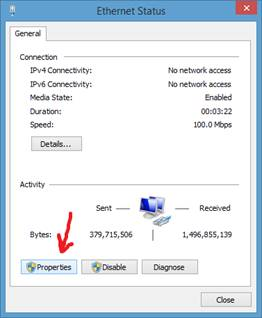 Ethernet Status
General
Connection
IPv4 Connectivity: No network access
IPv6 Connectivity: No network access
Media State: Enabled
Duration: 00:03:22
Speed: 100.0 Mbps
Details...
Activity
Sent Received
Bytes: 379,715,506 1,496,855,139
Properties Disable Diagnose
Close